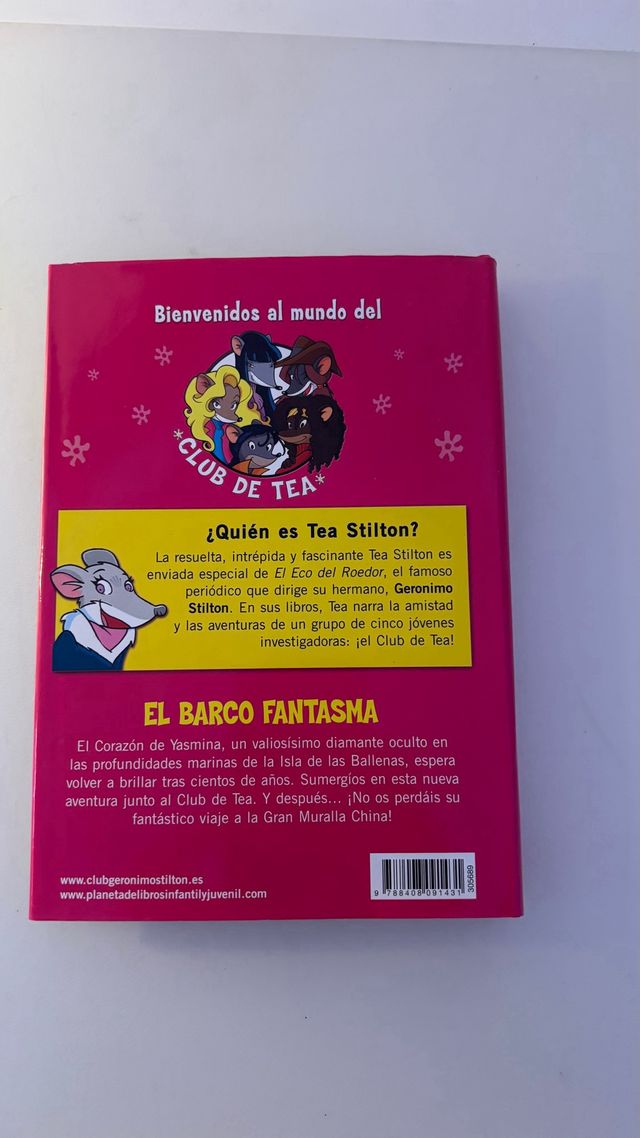 Bienvenidos al mundo del
*CLUB DE TEA*
¿Quién es Tea Stilton?
La resuelta, intrépida y fascinante Tea Stilton es
enviada especial de El Eco del Roedor, el famoso
periódico que dirige su hermano, Geronimo
Stilton. En sus libros, Tea narra la amistad
y las aventuras de un grupo de cinco jóvenes
investigadoras: ¡el Club de Tea!
EL BARCO FANTASMA
El Corazón de Yasmina, un valiosísimo diamante oculto en
las profundidades marinas de la Isla de las Ballenas, espera
volver a brillar tras cientos de años. Sumergíos en esta nueva
aventura junto al Club de Tea. Y después... ¡No os perdáis su
fantástico viaje a la Gran Muralla China!
www.clubgeronimostilton.es
www.planetadelibrosinfantilyjuvenil.com
9 788408 091431
305689